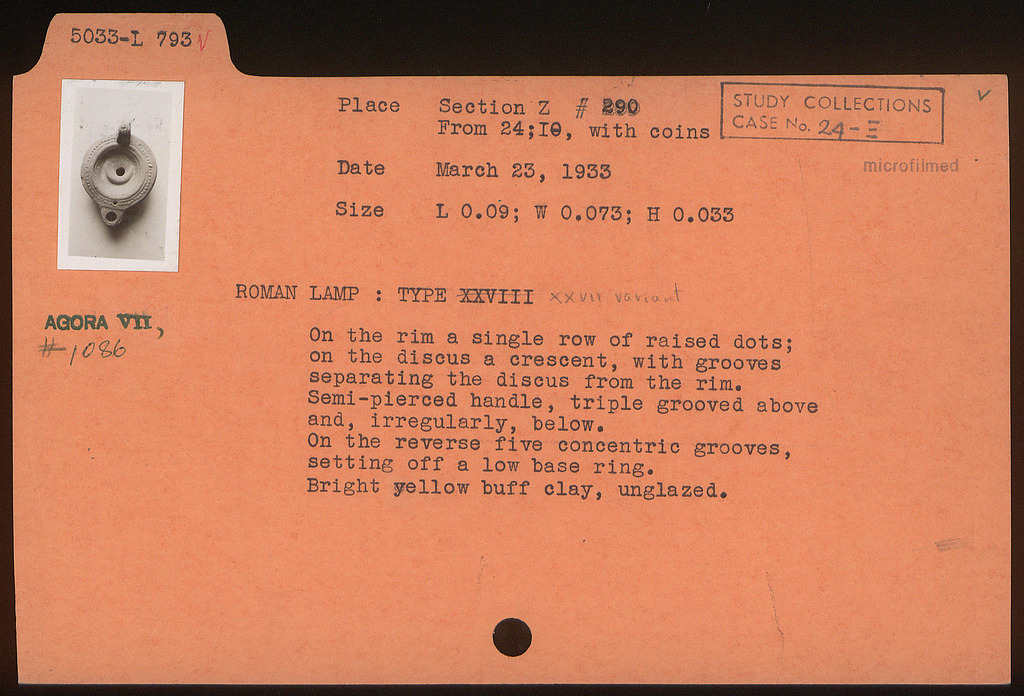 5033-L 793 ✓
Place Section Z # 290
From 24;IΘ, with coins
STUDY COLLECTIONS
CASE No. 24-Ξ
✓
microfilmed
Date March 23, 1933
Size L 0.09; W 0.073; H 0.033
ROMAN LAMP : TYPE XXVIII xxvii variant
AGORA VII,
#1086
On the rim a single row of raised dots;
on the discus a crescent, with grooves
separating the discus from the rim.
Semi-pierced handle, triple grooved above
and, irregularly, below.
On the reverse five concentric grooves,
setting off a low base ring.
Bright yellow buff clay, unglazed.